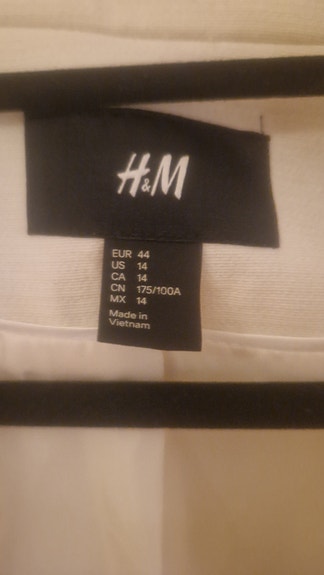 H&M
EUR 44
US 14
CA 14
CN 175/100A
MX 14
Made in
Vietnam